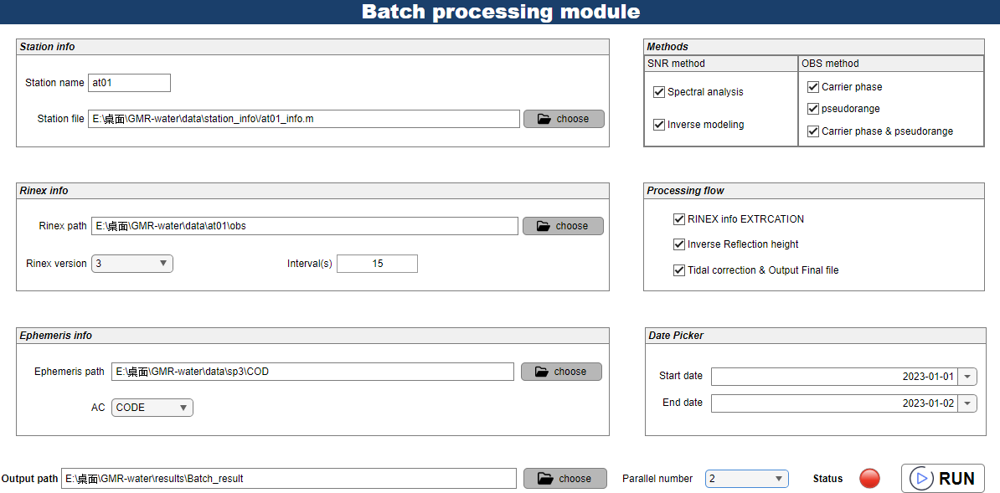 Batch processing module
Station info
Station name at01
Station file E:\桌面\GMR-water\data\station_info\/at01_info.m choose
Methods
SNR method OBS method
Spectral analysis
Inverse modeling
Carrier phase
pseudorange
Carrier phase & pseudorange
Rinex info
Rinex path E:\桌面\GMR-water\data\at01\obs choose
Rinex version 3 Interval(s) 15
Processing flow
RINEX info EXTRCATION
Inverse Reflection height
Tidal correction & Output Final file
Ephemeris info
Ephemeris path E:\桌面\GMR-water\data\sp3\COD choose
AC CODE
Date Picker
Start date 2023-01-01
End date 2023-01-02
Output path E:\桌面\GMR-water\results\Batch_result choose Parallel number 2 Status RUN